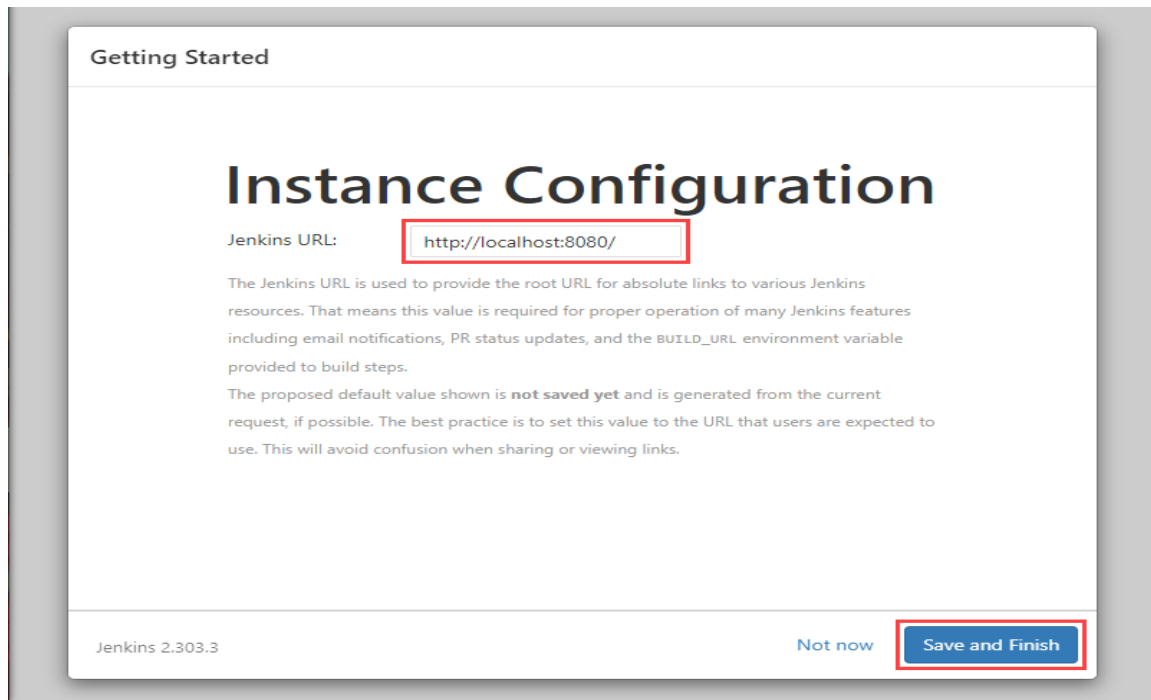 Getting Started
Instance Configuration
Jenkins URL: http://localhost:8080/
The Jenkins URL is used to provide the root URL for absolute links to various Jenkins
resources. That means this value is required for proper operation of many Jenkins features
including email notifications, PR status updates, and the BUILD_URL environment variable
provided to build steps.
The proposed default value shown is not saved yet and is generated from the current
request, if possible. The best practice is to set this value to the URL that users are expected to
use. This will avoid confusion when sharing or viewing links.
Jenkins 2.303.3 Not now Save and Finish